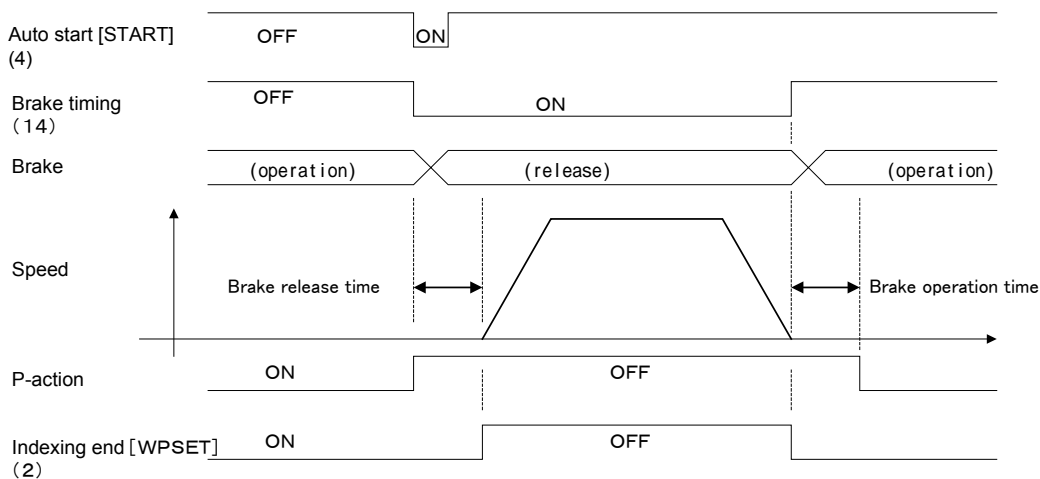 Auto start [START]
(4)
OFF
ON
Brake timing
（14）
OFF
ON
Brake
(operation)
(release)
(operation)
Speed
Brake release time
Brake operation time
P-action
ON
OFF
Indexing end［WPSET］
（2）
ON
OFF